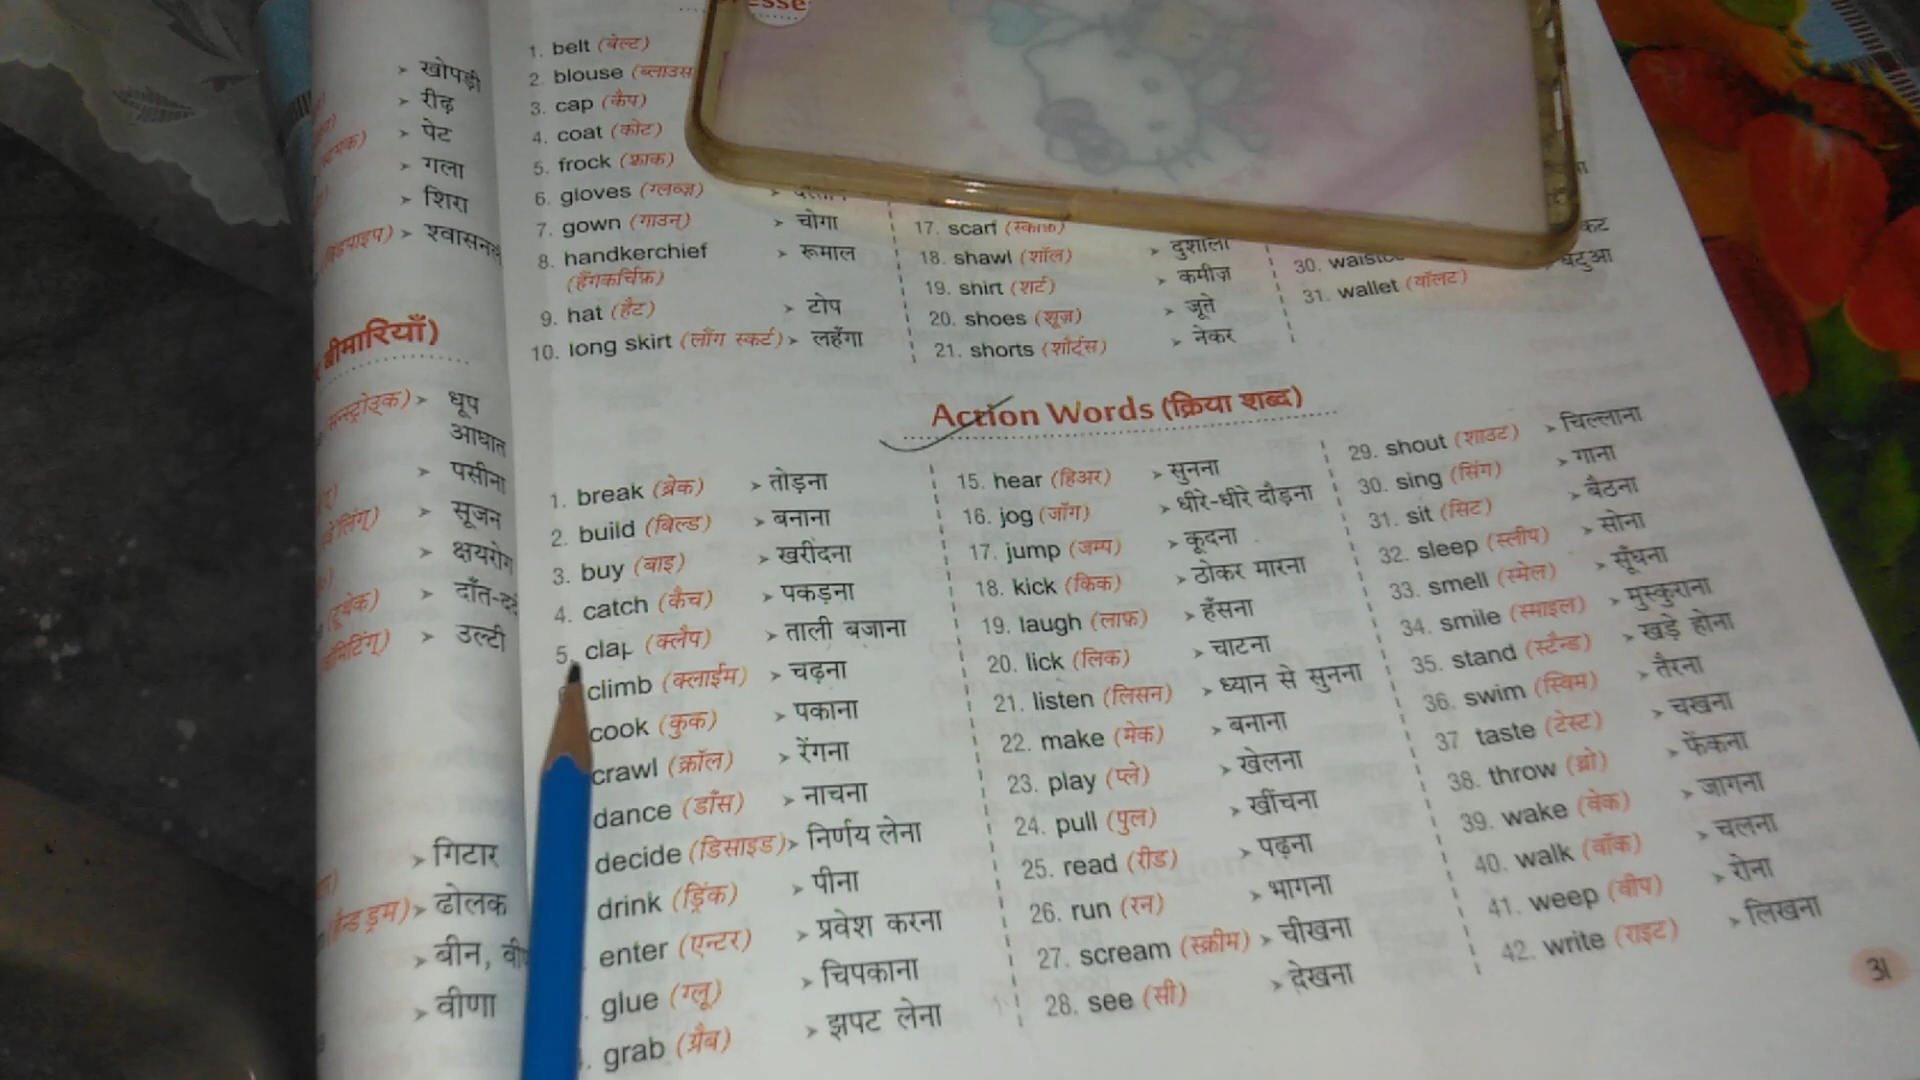 खोपड़ी
रीढ़
पेट
गला
शिरा
बीमारियाँ)
धूप
आघात
पसीना
सूजन
क्षयरोग
उल्टी
गिटार
ढोलक
बीन,
वीणा
1. belt (बेल्ट)
2. blouse (ब्लाउस
3. cap (कैप)
4. coat (कोट)
5. frock (फ्राक)
6. gloves (ग्लव्ज़)
7. gown (गाउन्) > चोगा
8. handkerchief > रूमाल
(हैंगकर्चिफ़)
9. hat (हैट) > टोप
10. long skirt (लौंग स्कर्ट) > लहँगा
17. scarf
18. shawl (शॉल) > दुशाला
19. shirt (शर्ट) > कमीज़
20. shoes (शूज़) > जूते
21. shorts (शौर्ट्स) > नेकर
30.
31. wallet (वॉलट) > बटुआ
Action Words (क्रिया शब्द)
1. break (ब्रेक) > तोड़ना
2. build (बिल्ड) > बनाना
3. buy (बाइ) > खरीदना
4. catch (कैच) > पकड़ना
5. clap (क्लैप) > ताली बजाना
climb (क्लाईम) > चढ़ना
cook (कुक) > पकाना
crawl (क्रॉल) > रेंगना
dance (डाँस) > नाचना
decide (डिसाइड) > निर्णय लेना
drink (ड्रिंक) > पीना
enter (एन्टर) > प्रवेश करना
glue (ग्लू) > चिपकाना
grab (ग्रैब) > झपट लेना
15. hear (हिअर) > सुनना
16. jog (जॉग) > धीरे-धीरे दौड़ना
17. jump (जम्प) > कूदना
18. kick (किक) > ठोकर मारना
19. laugh (लाफ़) > हँसना
20. lick (लिक) > चाटना
21. listen (लिसन) > ध्यान से सुनना
22. make (मेक) > बनाना
23. play (प्ले) > खेलना
24. pull (पुल) > खींचना
25. read (रीड) > पढ़ना
26. run (रन) > भागना
27. scream (स्क्रीम) > चीखना
28. see (सी) > देखना
29. shout (शाउट) > चिल्लाना
30. sing (सिंग) > गाना
31. sit (सिट) > बैठना
32. sleep (स्लीप) > सोना
33. smell (स्मेल) > सूँघना
34. smile (स्माइल) > मुस्कुराना
35. stand (स्टैन्ड) > खड़े होना
36. swim (स्विम) > तैरना
37 taste (टेस्ट) > चखना
38. throw (थ्रो) > फेंकना
39. wake (वेक) > जागना
40. walk (वॉक) > चलना
41. weep (वीप) > रोना
42. write (राइट) > लिखना
31